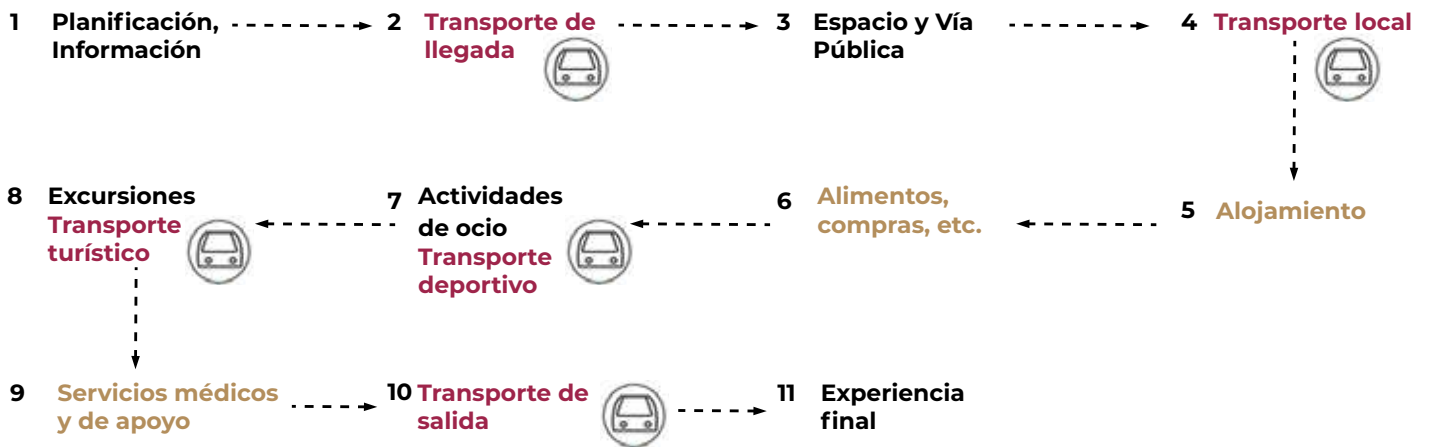 1 Planificación,
Información
2 Transporte de
llegada
3 Espacio y Vía
Pública
4 Transporte local
5 Alojamiento
6 Alimentos,
compras, etc.
7 Actividades
de ocio
Transporte
deportivo
8 Excursiones
Transporte
turístico
9 Servicios médicos
y de apoyo
10 Transporte de
salida
11 Experiencia
final